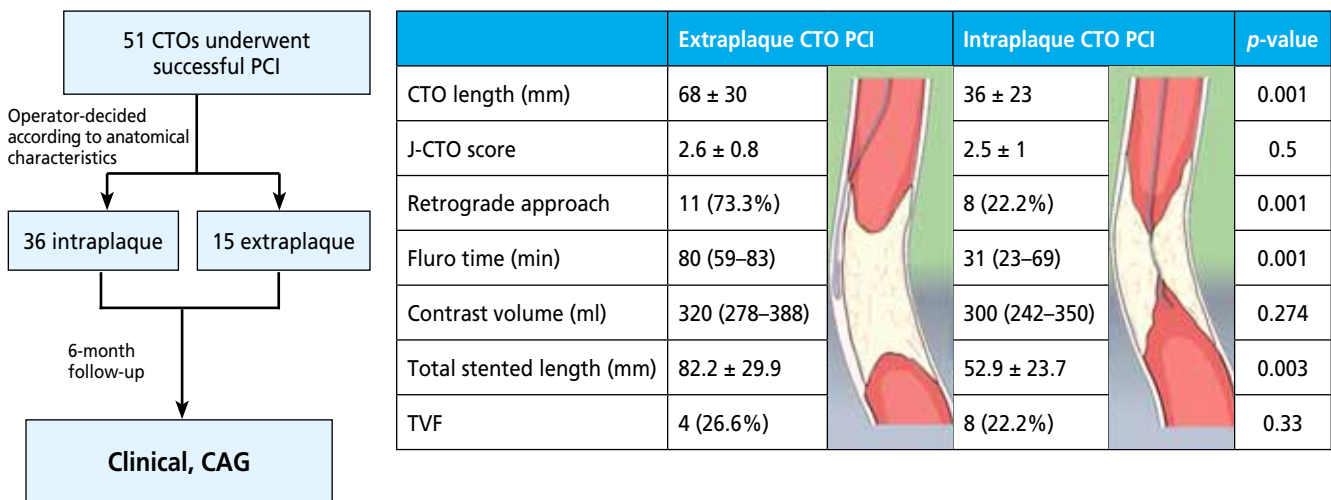 51 CTOs underwent
successful PCI
Operator-decided
according to anatomical
characteristics
36 intraplaque
15 extraplaque
6-month
follow-up
Clinical, CAG
Extraplaque CTO PCI Intraplaque CTO PCI p-value
CTO length (mm) 68 ± 30 36 ± 23 0.001
J-CTO score 2.6 ± 0.8 2.5 ± 1 0.5
Retrograde approach 11 (73.3%) 8 (22.2%) 0.001
Fluro time (min) 80 (59–83) 31 (23–69) 0.001
Contrast volume (ml) 320 (278–388) 300 (242–350) 0.274
Total stented length (mm) 82.2 ± 29.9 52.9 ± 23.7 0.003
TVF 4 (26.6%) 8 (22.2%) 0.33